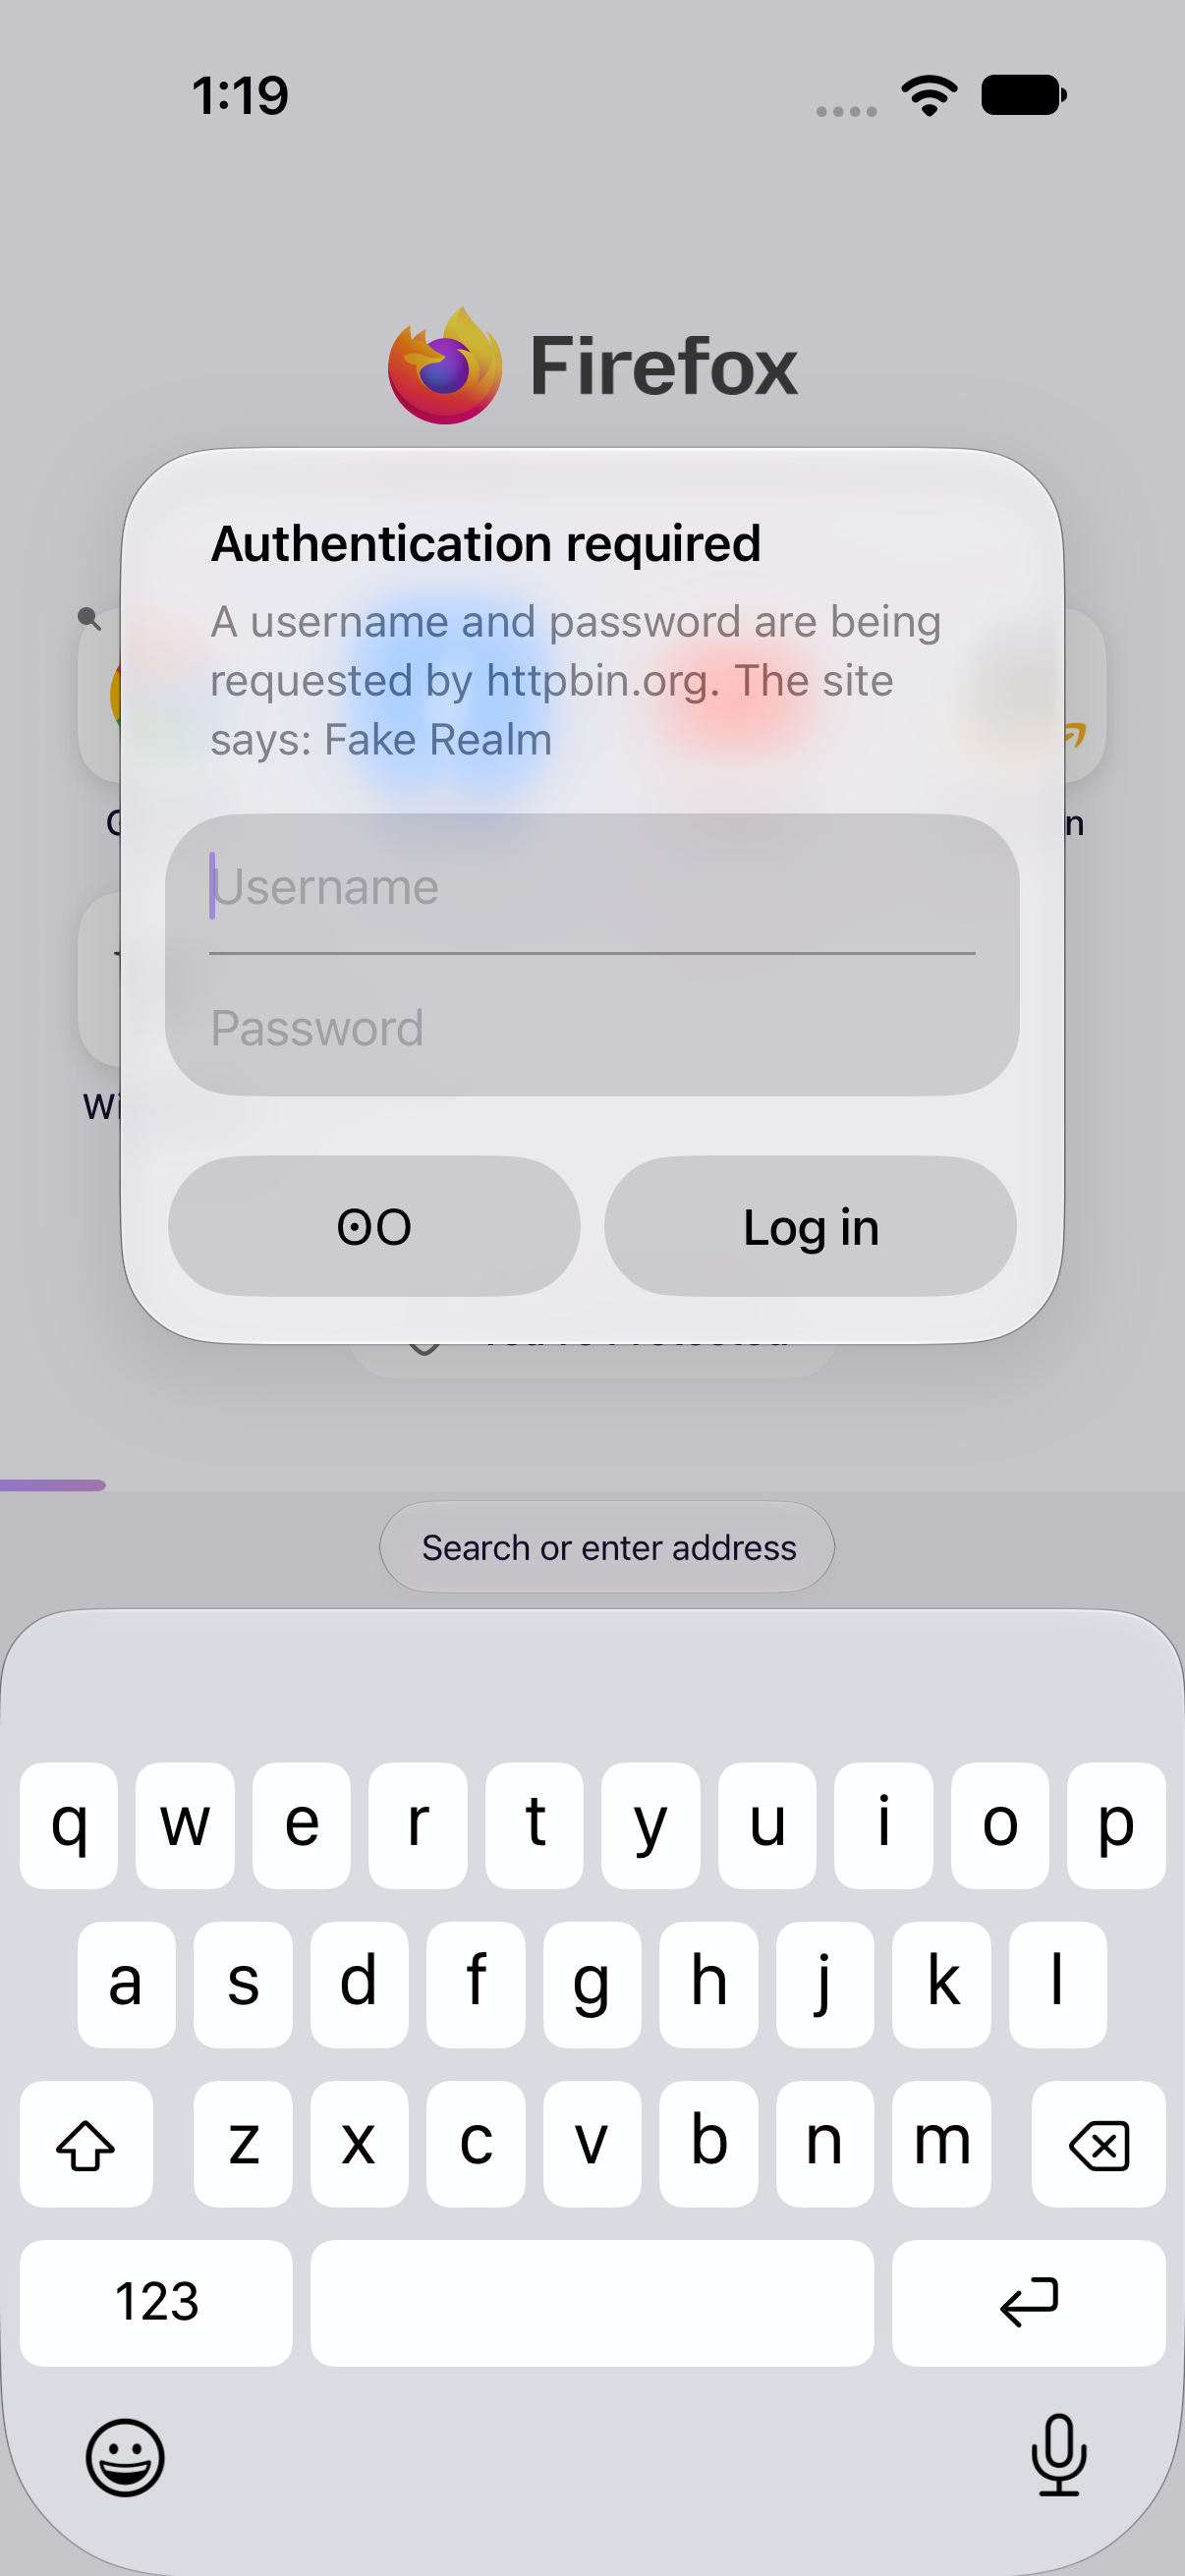 1:19
Firefox
Authentication required
A username and password are being
requested by httpbin.org. The site
says: Fake Realm
Username
Password
ʘO
Log in
Search or enter address
q w e r t y u i o p
a s d f g h j k l
z x c v b n m
123